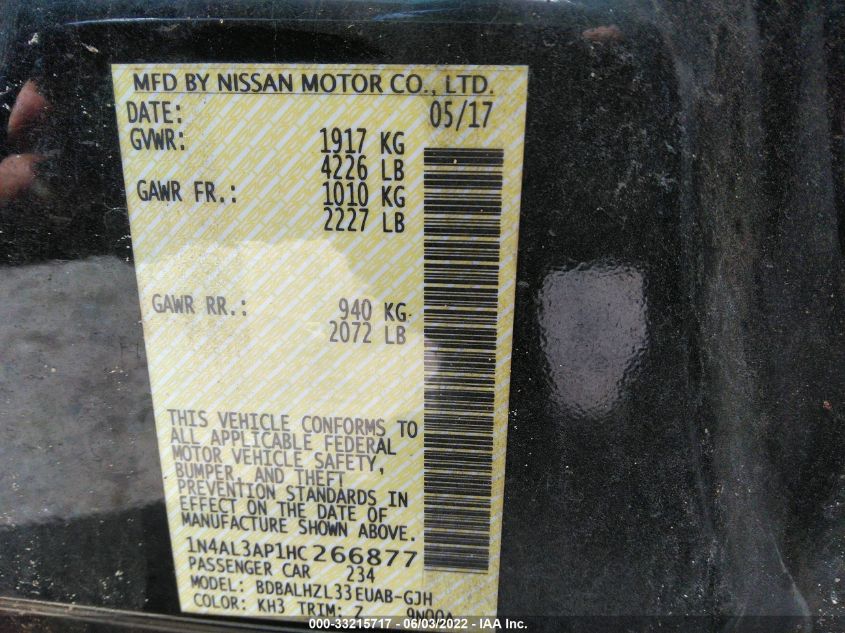 MFD BY NISSAN MOTOR CO., LTD.
DATE: 05/17
GVWR: 1917 KG
4226 LB
GAWR FR.: 1010 KG
2227 LB
GAWR RR.: 940 KG
2072 LB
THIS VEHICLE CONFORMS TO
ALL APPLICABLE FEDERAL
MOTOR VEHICLE SAFETY,
BUMPER, AND THEFT
PREVENTION STANDARDS IN
EFFECT ON THE DATE OF
MANUFACTURE SHOWN ABOVE.
1N4AL3AP1HC266877
PASSENGER CAR 234
MODEL: BDBALHZL33EUAB-GJH
COLOR: KH3 TRIM: Z
000-33215717 - 06/03/2022 - IAA Inc.